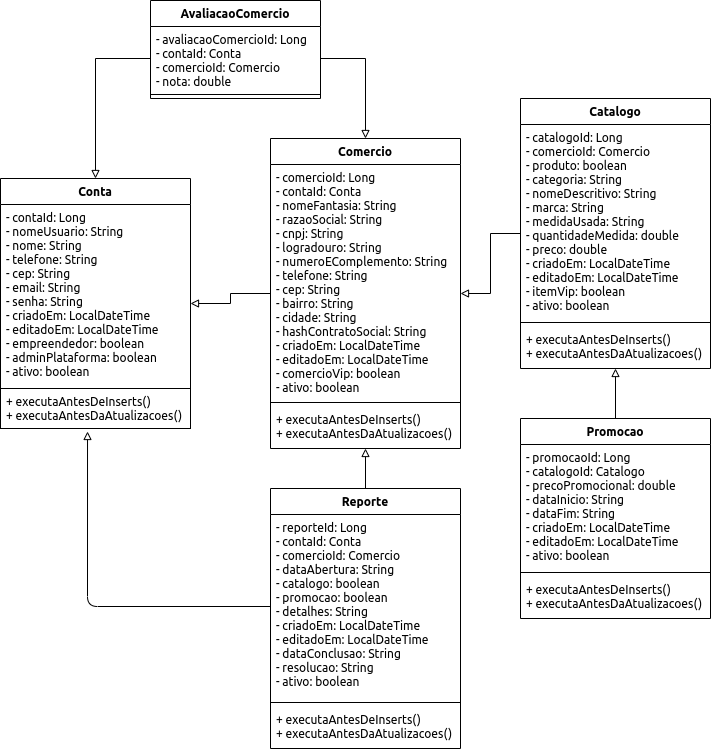 AvaliacaoComercio
- avaliacaoComercioId: Long
- contaId: Conta
- comercioId: Comercio
- nota: double
Conta
- contaId: Long
- nomeUsuario: String
- nome: String
- telefone: String
- cep: String
- email: String
- senha: String
- criadoEm: LocalDateTime
- editadoEm: LocalDateTime
- empreendedor: boolean
- adminPlataforma: boolean
- ativo: boolean
+ executaAntesDeInserts()
+ executaAntesDaAtualizacoes()
Comercio
- comercioId: Long
- contaId: Conta
- nomeFantasia: String
- razaoSocial: String
- cnpj: String
- logradouro: String
- numeroEComplemento: String
- telefone: String
- cep: String
- bairro: String
- cidade: String
- hashContratoSocial: String
- criadoEm: LocalDateTime
- editadoEm: LocalDateTime
- comercioVip: boolean
- ativo: boolean
+ executaAntesDeInserts()
+ executaAntesDaAtualizacoes()
Catalogo
- catalogoId: Long
- comercioId: Comercio
- produto: boolean
- categoria: String
- nomeDescritivo: String
- marca: String
- medidaUsada: String
- quantidadeMedida: double
- preco: double
- criadoEm: LocalDateTime
- editadoEm: LocalDateTime
- itemVip: boolean
- ativo: boolean
+ executaAntesDeInserts()
+ executaAntesDaAtualizacoes()
Promocao
- promocaoId: Long
- catalogoId: Catalogo
- precoPromocional: double
- dataInicio: String
- dataFim: String
- criadoEm: LocalDateTime
- editadoEm: LocalDateTime
- ativo: boolean
+ executaAntesDeInserts()
+ executaAntesDaAtualizacoes()
Reporte
- reporteId: Long
- contaId: Conta
- comercioId: Comercio
- dataAbertura: String
- catalogo: boolean
- promocao: boolean
- detalhes: String
- criadoEm: LocalDateTime
- editadoEm: LocalDateTime
- dataConclusao: String
- resolucao: String
- ativo: boolean
+ executaAntesDeInserts()
+ executaAntesDaAtualizacoes()